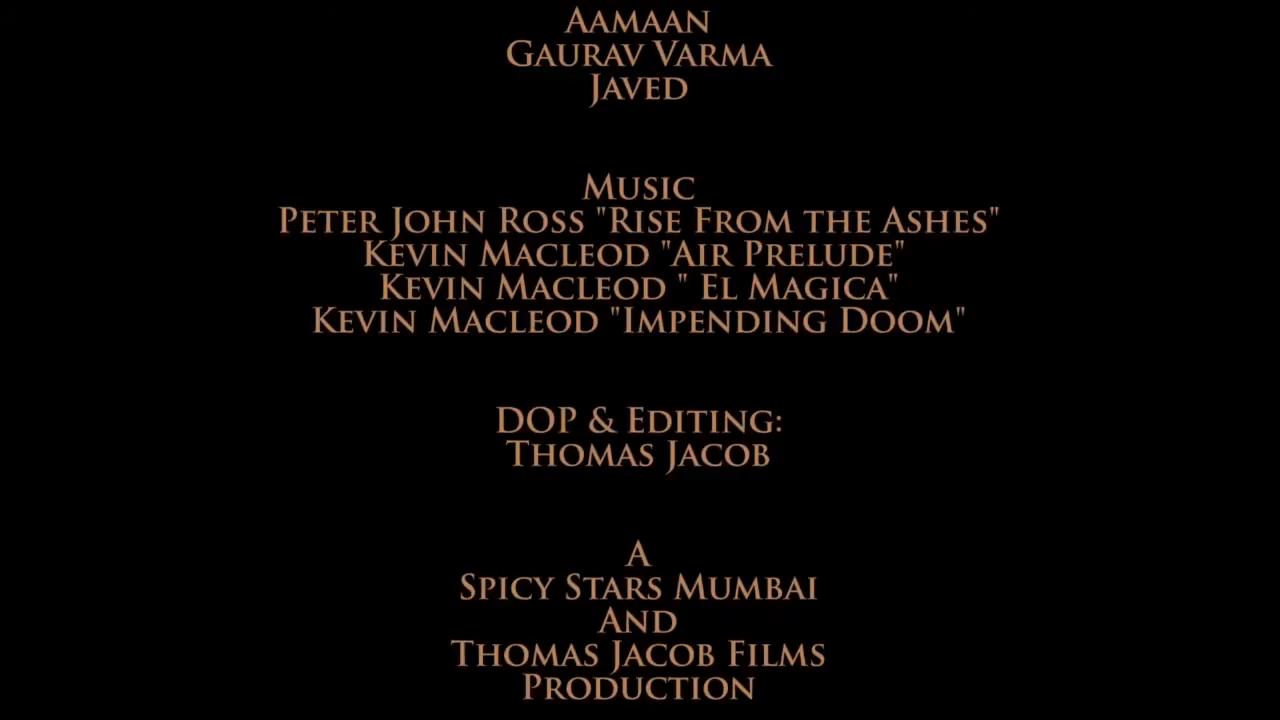 Aamaan
Gaurav Varma
Javed
Music
Peter John Ross "Rise From the Ashes"
Kevin Macleod "Air Prelude"
Kevin Macleod " El Magica"
Kevin Macleod "Impending Doom"
DOP & Editing:
Thomas Jacob
A
Spicy Stars Mumbai
And
Thomas Jacob Films
Production